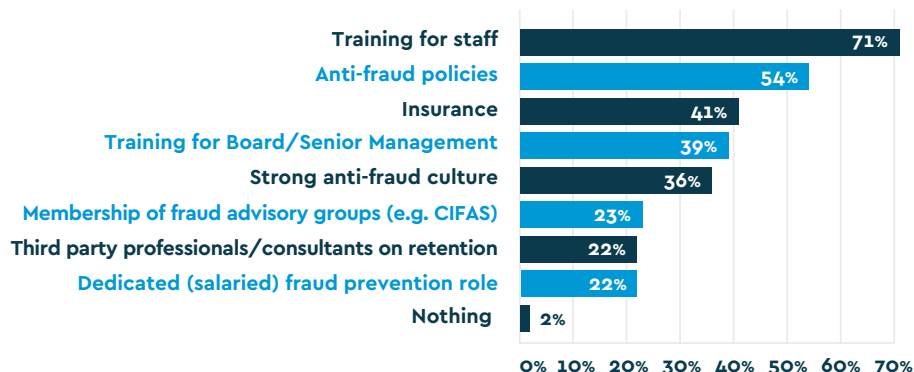 Training for staff 71%
Anti-fraud policies 54%
Insurance 41%
Training for Board/Senior Management 39%
Strong anti-fraud culture 36%
Membership of fraud advisory groups (e.g. CIFAS) 23%
Third party professionals/consultants on retention 22%
Dedicated (salaried) fraud prevention role 22%
Nothing 2%
0% 10% 20% 30% 40% 50% 60% 70%